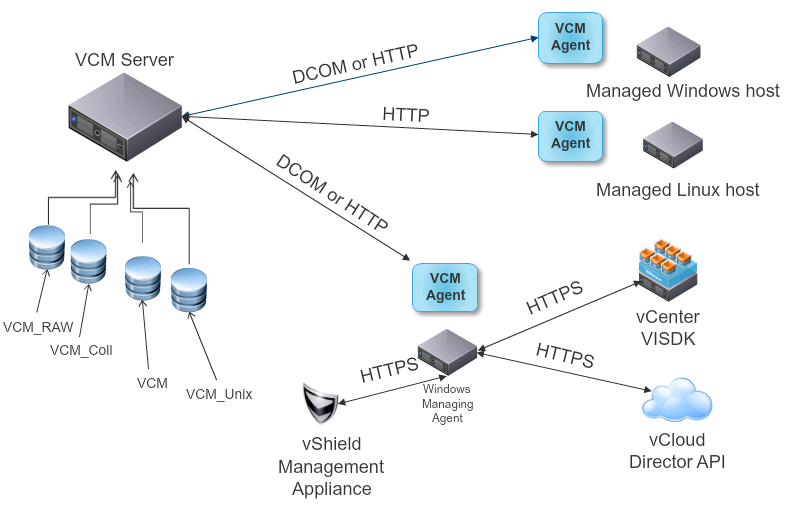 VCM Server
DCOM or HTTP
VCM
Agent
Managed Windows host
HTTP
VCM
Agent
Managed Linux host
DCOM or HTTP
VCM
Agent
VCM_RAW
VCM_Coll
VCM
VCM_Unix
HTTPS
vCenter
VISDK
HTTPS
HTTPS
Windows
Managing
Agent
vShield
Management
Appliance
vCloud
Director API